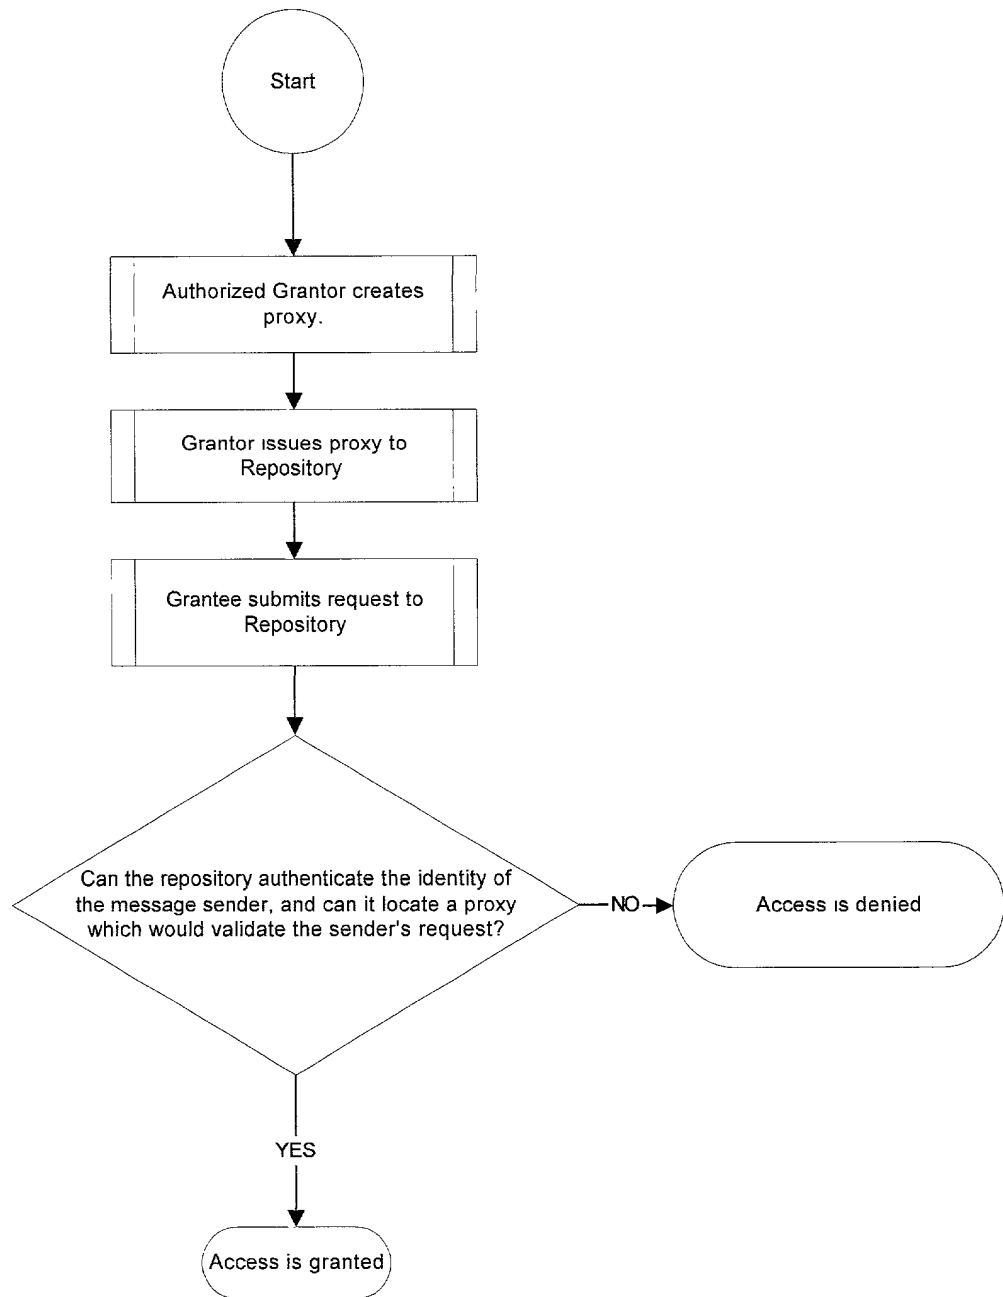 Start
Authorized Grantor creates
proxy.
Grantor issues proxy to
Repository
Grantee submits request to
Repository
Can the repository authenticate the identity of
the message sender, and can it locate a proxy
which would validate the sender's request?
NO
Access is denied
YES
Access is granted